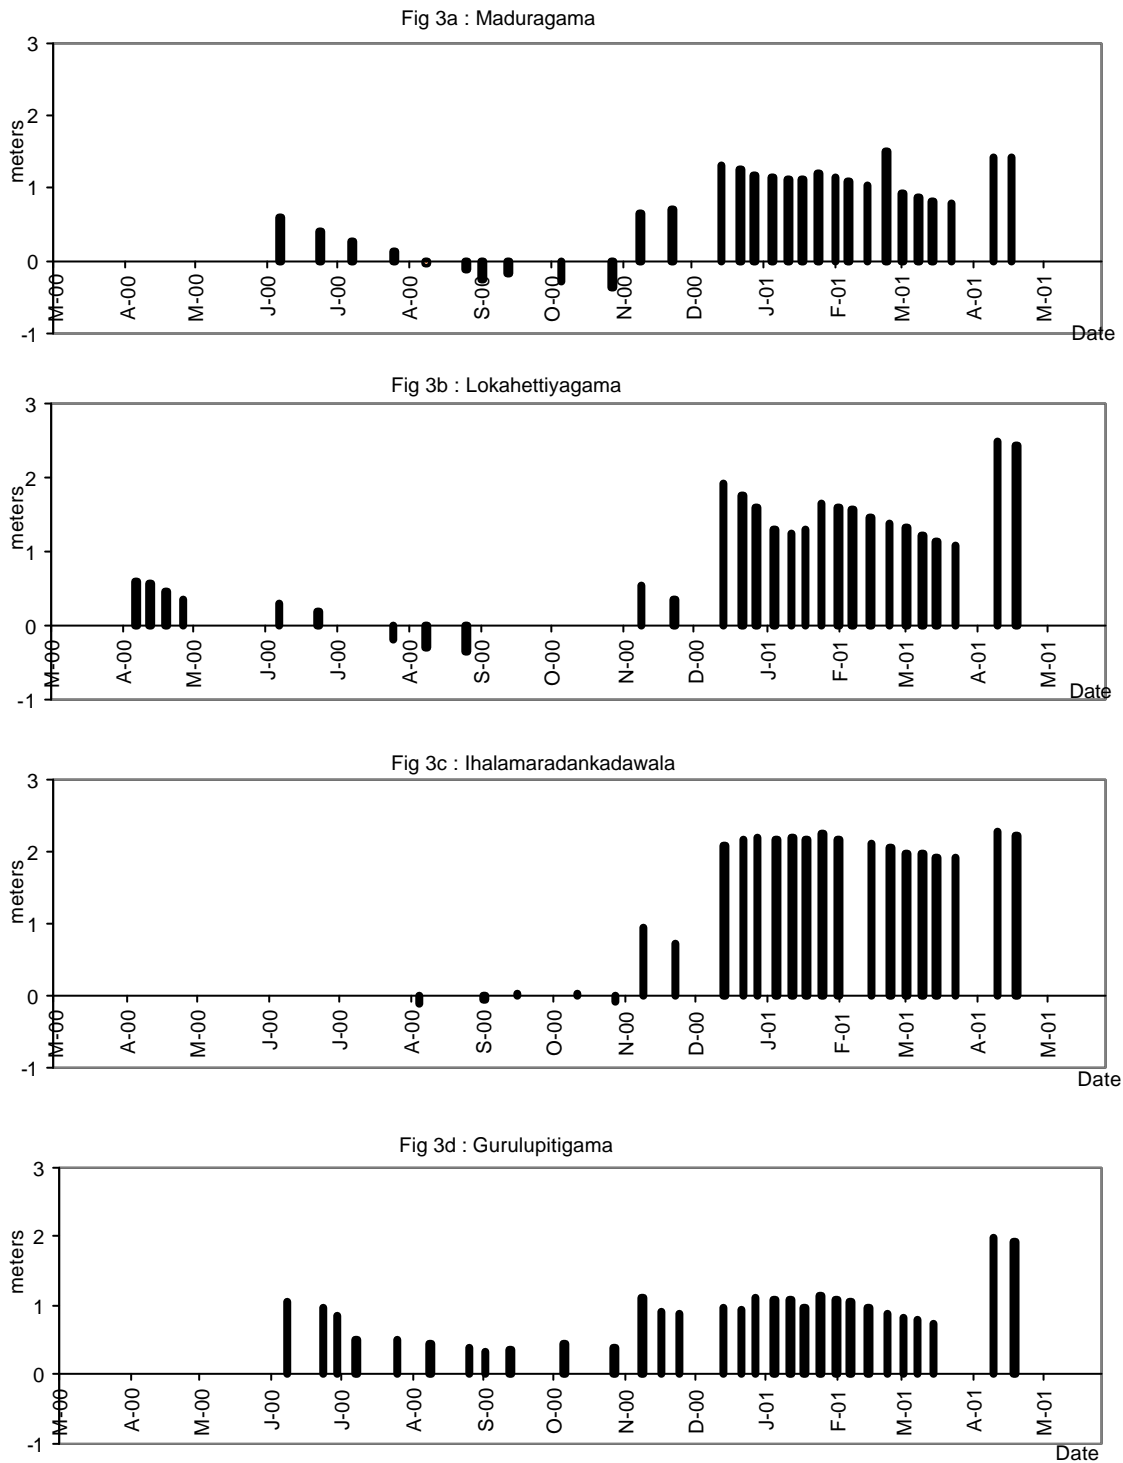 Fig 3a : Maduragama
3
2
1
0
-1
meters
M-00 A-00 M-00 J-00 J-00 A-00 S-00 O-00 N-00 D-00 J-01 F-01 M-01 A-01 M-01
Date
Fig 3b : Lokahettiyagama
3
2
1
0
-1
meters
M-00 A-00 M-00 J-00 J-00 A-00 S-00 O-00 N-00 D-00 J-01 F-01 M-01 A-01 M-01
Date
Fig 3c : Ihalamaradankadawala
3
2
1
0
-1
meters
M-00 A-00 M-00 J-00 J-00 A-00 S-00 O-00 N-00 D-00 J-01 F-01 M-01 A-01 M-01
Date
Fig 3d : Gurulupitigama
3
2
1
0
-1
meters
M-00 A-00 M-00 J-00 J-00 A-00 S-00 O-00 N-00 D-00 J-01 F-01 M-01 A-01 M-01
Date